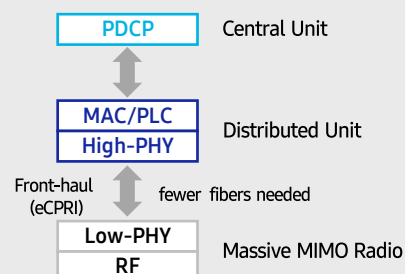 PDCP Central Unit
MAC/PLC
Distributed Unit
High-PHY
Front-haul
(eCPRI)
fewer fibers needed
Low-PHY
Massive MIMO Radio
RF